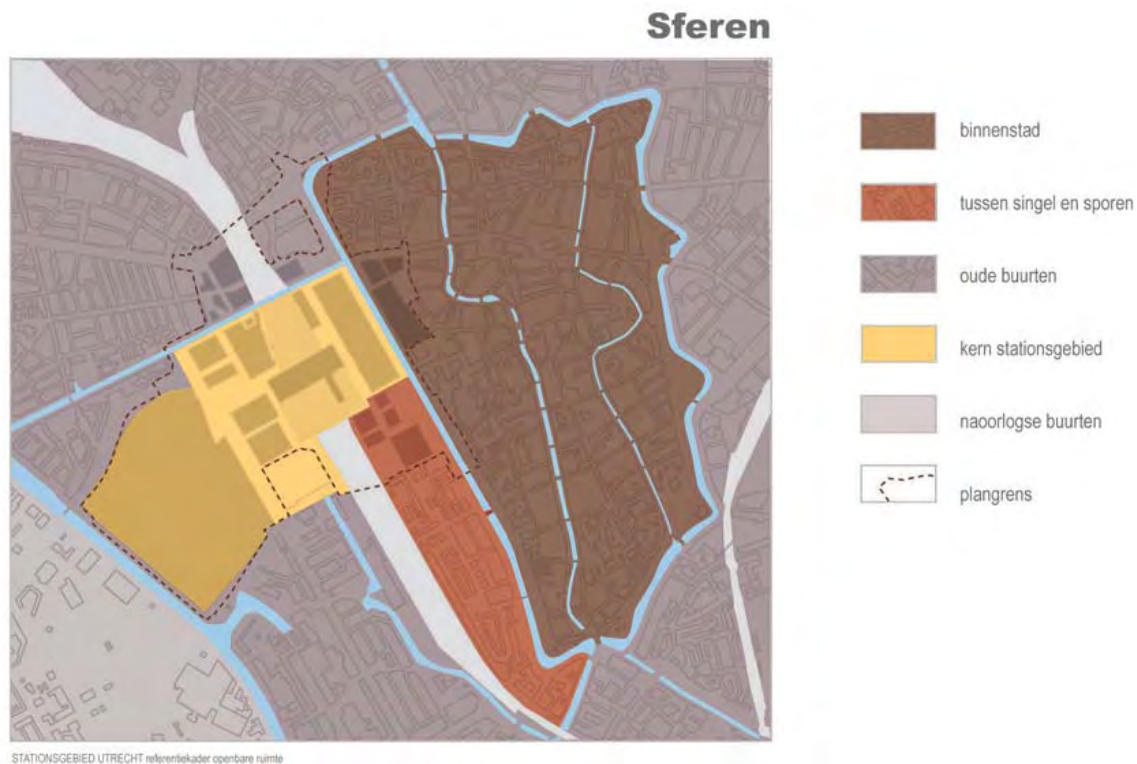 Sferen
binnenstad
tussen singel en sporen
oude buurten
kern stationsgebied
naoorlogse buurten
plangrens
STATIONSGEBIED UTRECHT referentiekader openbare ruimte